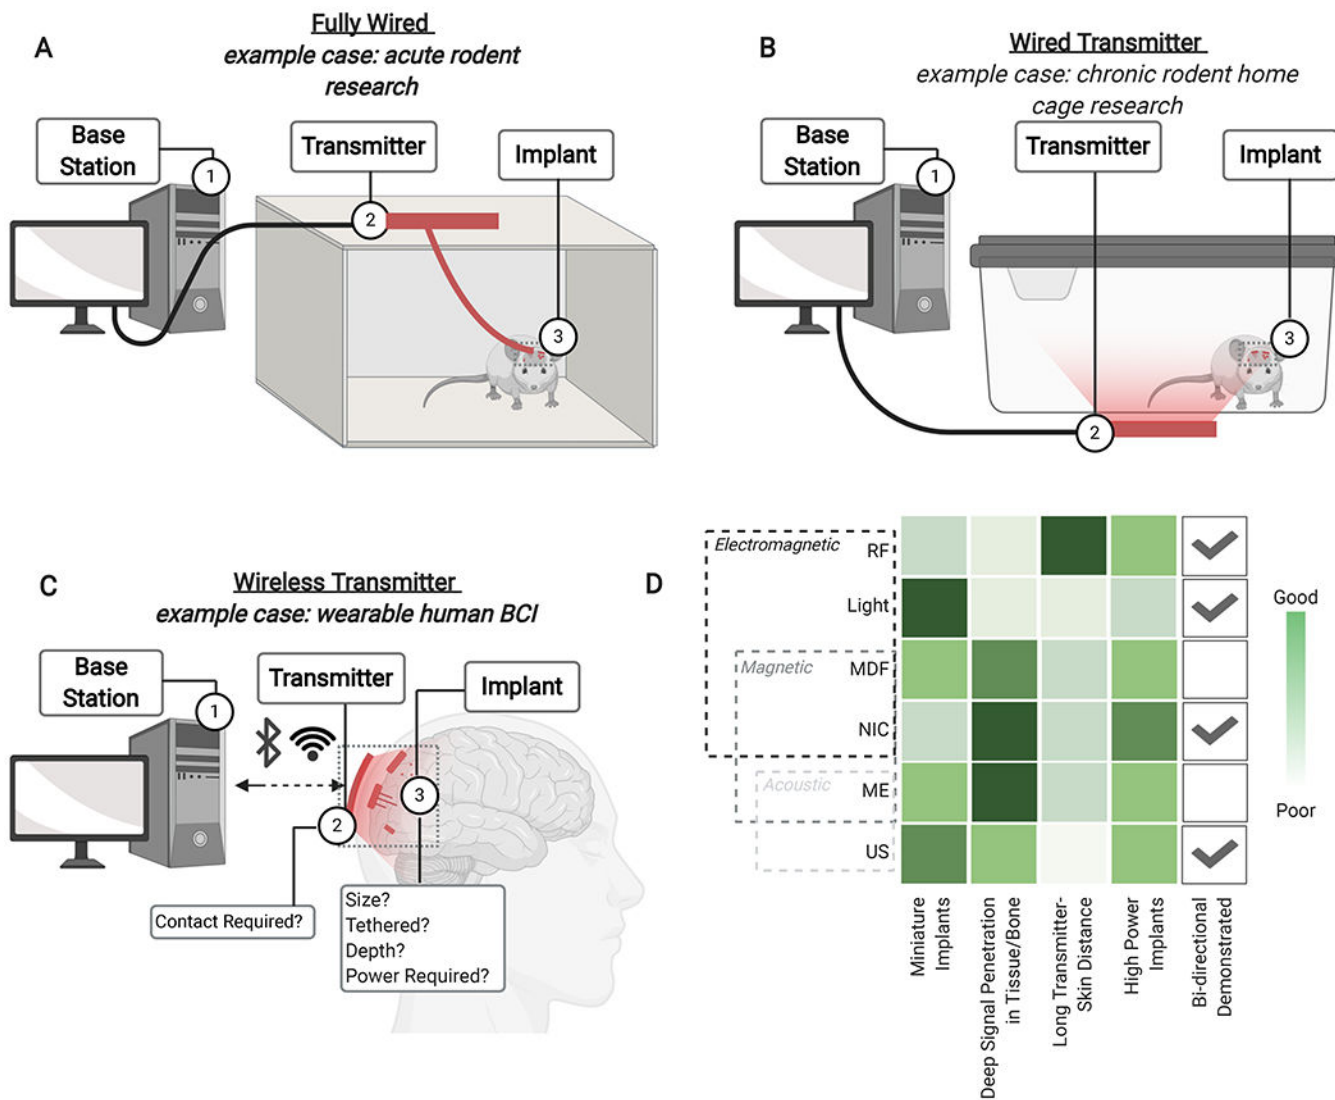 A
Fully Wired
example case: acute rodent
research
Base
Station
1
Transmitter
Implant
2
3
B
Wired Transmitter
example case: chronic rodent home
cage research
Base
Station
1
Transmitter
Implant
3
2
C
Wireless Transmitter
example case: wearable human BCI
Base
Station
1
Transmitter
Implant
3
2
Contact Required?
Size?
Tethered?
Depth?
Power Required?
D
Electromagnetic
RF
Light
Magnetic
MDF
NIC
Acoustic
ME
US
Good
Poor
Miniature
Implants
Deep Signal Penetration
in Tissue/Bone
Long Transmitter-
Skin Distance
High Power
Implants
Bi-directional
Demonstrated